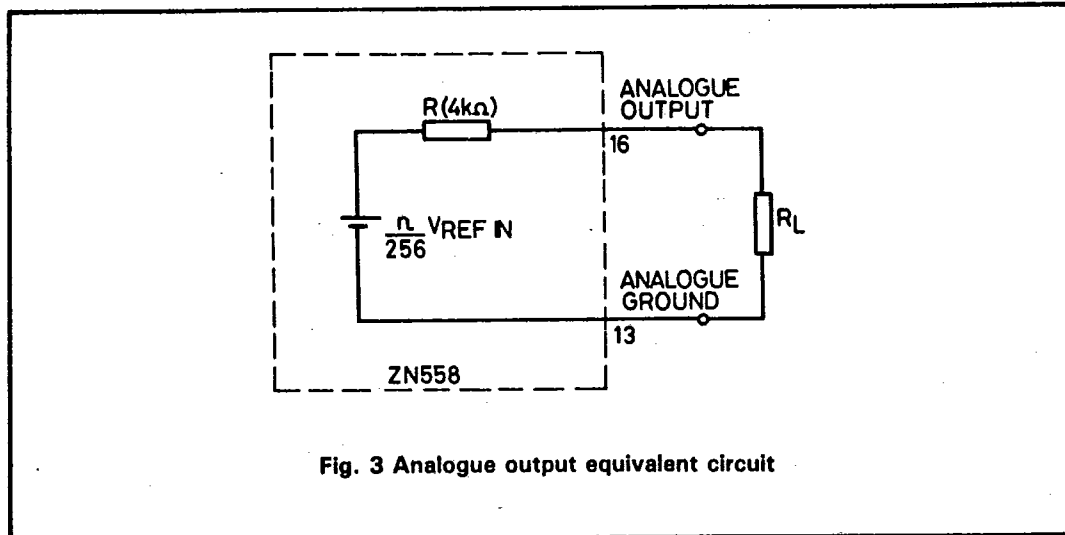 R(4kΩ)
ANALOGUE
OUTPUT
16
n/256 VREF IN
RL
ANALOGUE
GROUND
13
ZN558
Fig. 3 Analogue output equivalent circuit